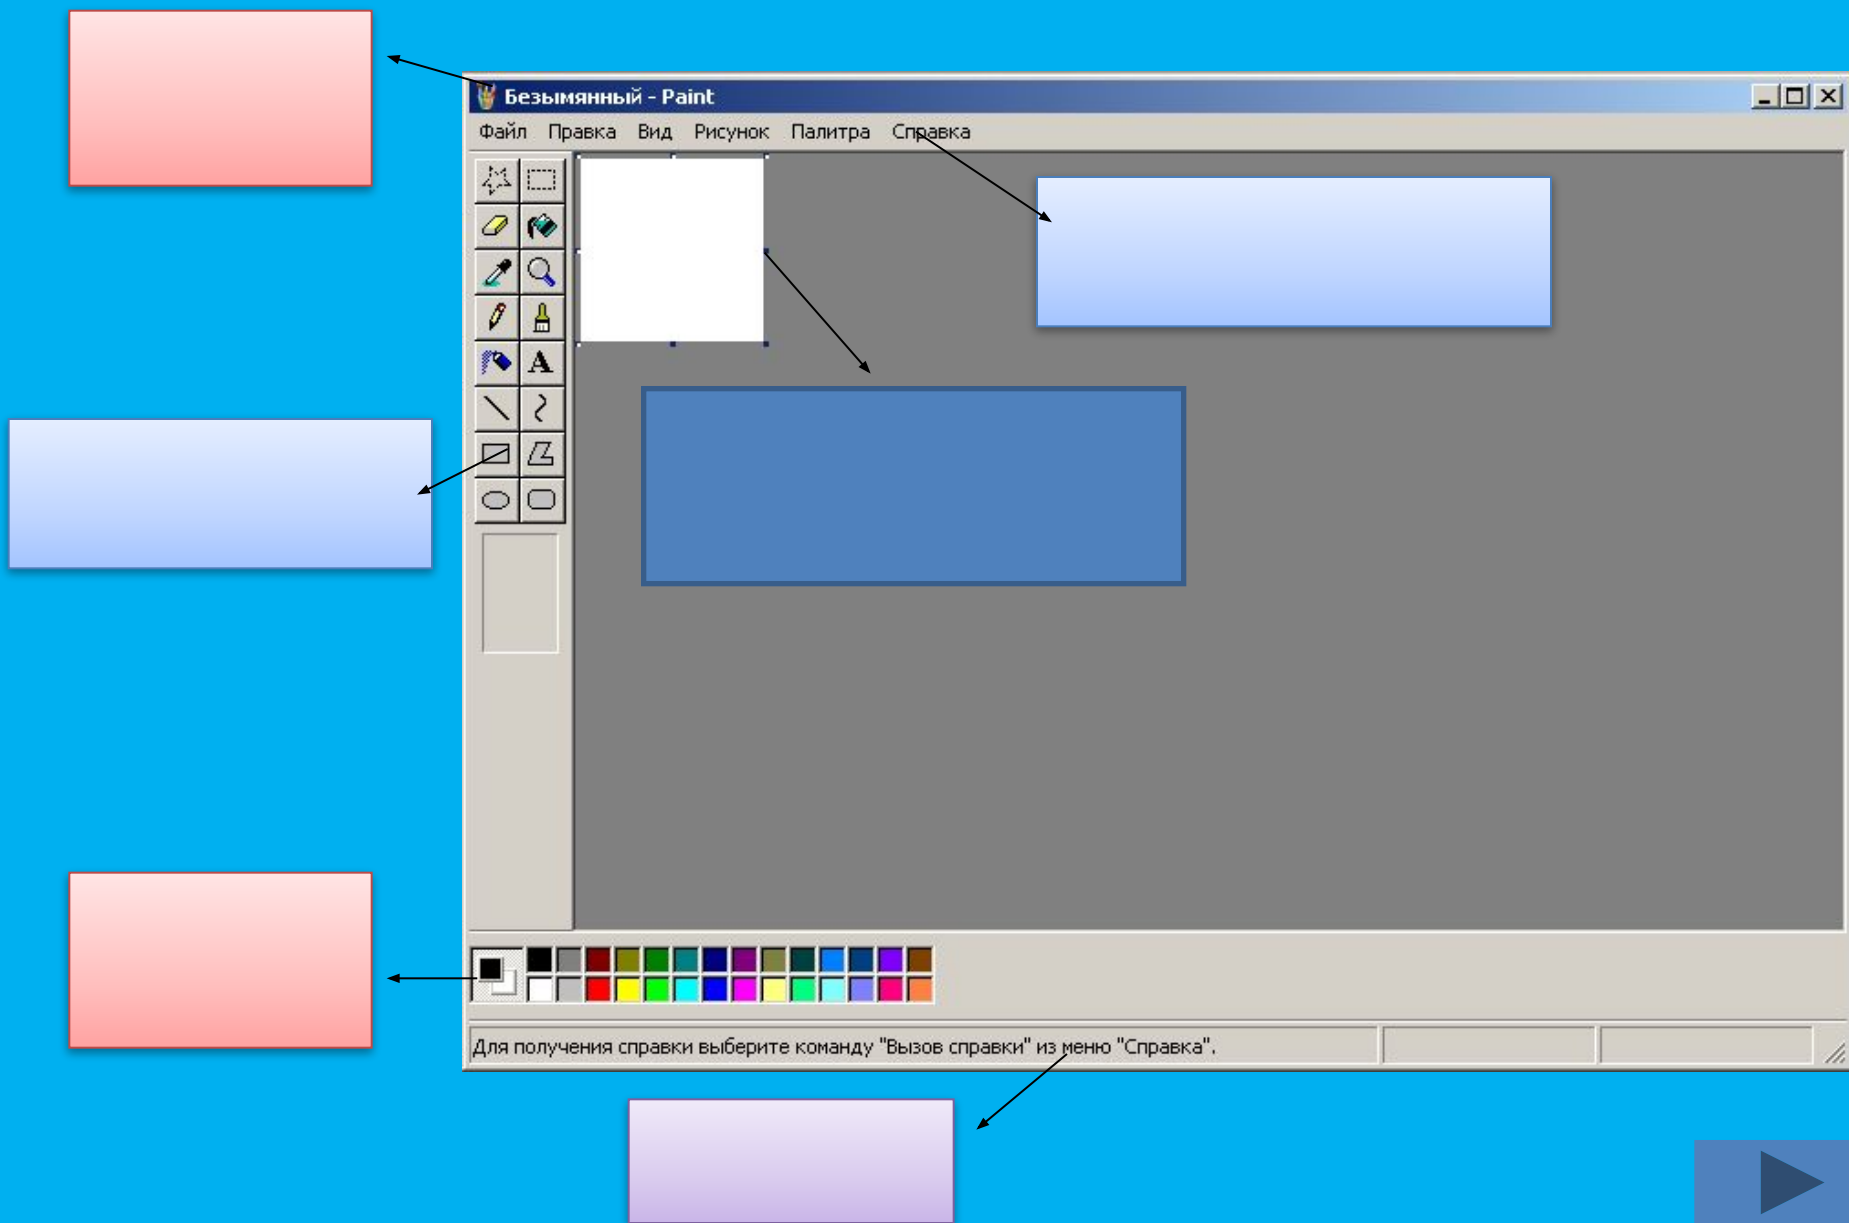 Безымянный - Paint
Файл Правка Вид Рисунок Палитра Справка
A
Для получения справки выберите команду "Вызов справки" из меню "Справка".